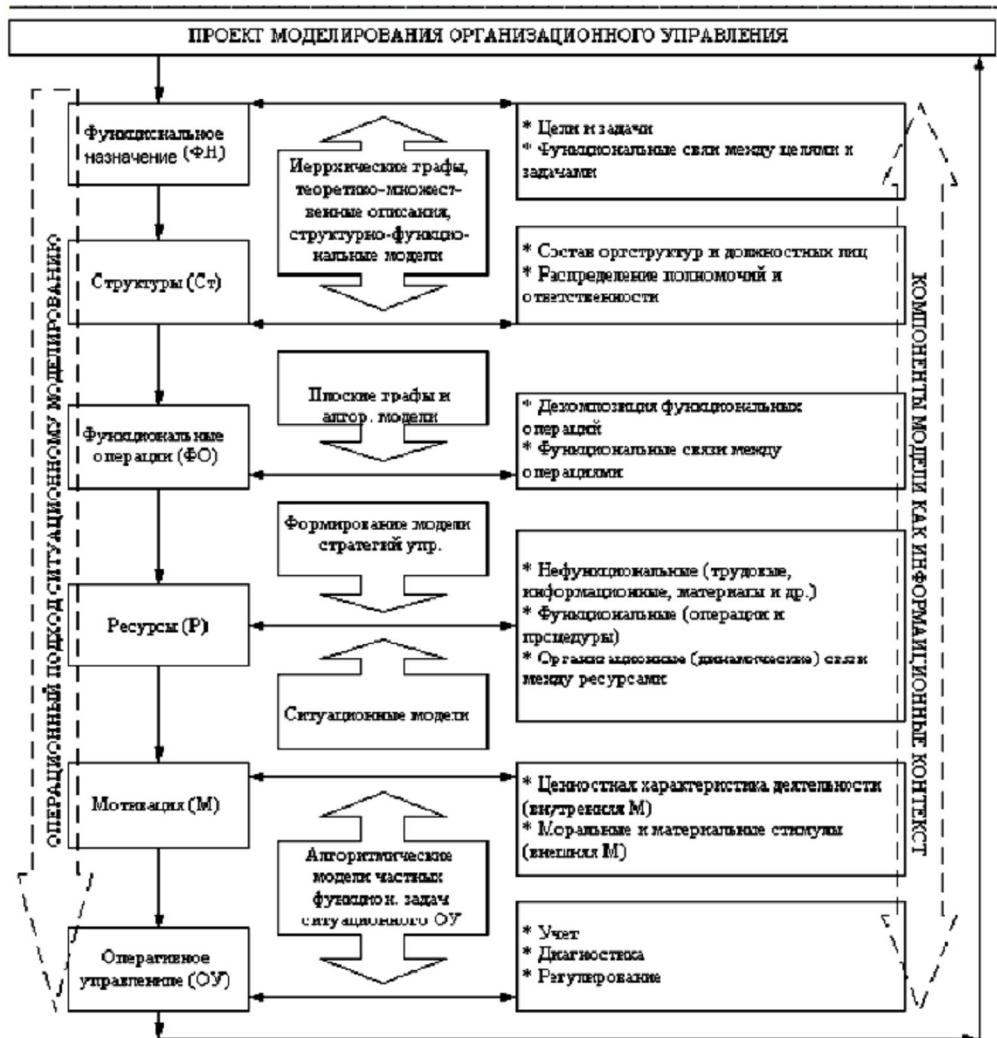 ПРОЕКТ МОДЕЛИРОВАНИЯ ОРГАНИЗАЦИОННОГО УПРАВЛЕНИЯ
ОПЕРАЦИОННЫЙ ПОДХОД СИТУАЦИОННОМУ МОДЕЛИРОВАНИЮ
Функциональное
назначение (ФН)
Иеррхические графы,
теоретико-множест-
венные описания,
структурно-функцио-
нальные модели
* Цели и задачи
* Функциональные связи между целями и
задачами
Структуры (Ст)
* Состав оргструктур и должностных лиц
* Распределение полномочий и
ответственности
Функциональные
операции (ФО)
Плоские графы и
алгор. модели
* Декомпозиция функциональных
операций
* Функциональные связи между
операциями
Формирование модели
стратегий упр.
Ресурсы (Р)
* Нефункциональные (трудовые,
информационные, материалы и др.)
* Функциональные (операции и
процедуры)
* Организационные (динамические) связи
между ресурсами
Ситуационные модели
Мотивация (М)
* Ценностная характеристика деятельности
(внутренняя М)
* Моральные и материальные стимулы
(внешняя М)
Алгоритмические
модели частных
функцион. задач
ситуационного ОУ
Оперативное
управление (ОУ)
* Учет
* Диагностика
* Регулирование
КОМПОНЕНТЫ МОДЕЛИ КАК ИНФОРМАИЦИОННЫЕ КОНТЕКСТ